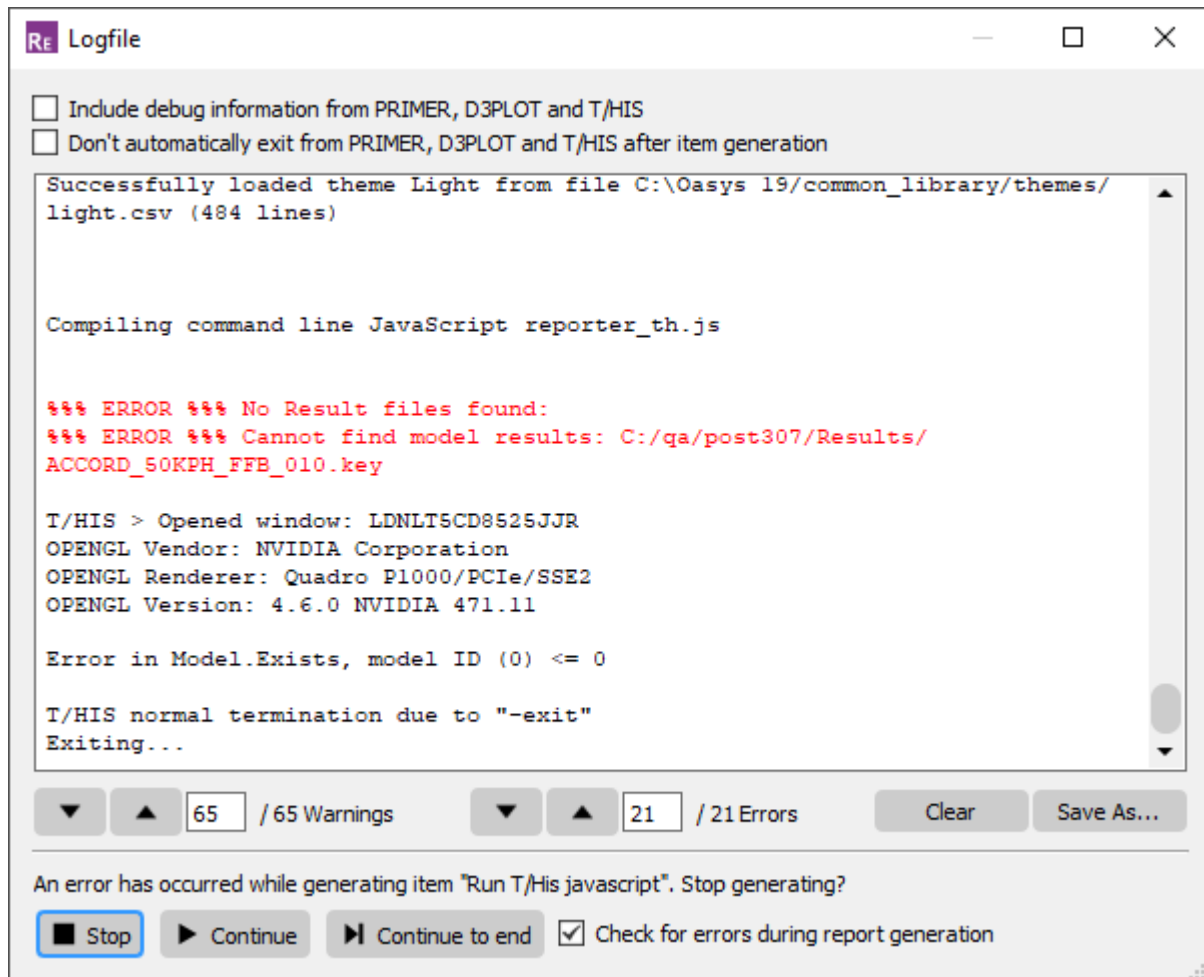 RE Logfile
Include debug information from PRIMER, D3PLOT and T/HIS
Don't automatically exit from PRIMER, D3PLOT and T/HIS after item generation
Successfully loaded theme Light from file C:\Oasys 19/common_library/themes/
light.csv (484 lines)
Compiling command line JavaScript reporter_th.js
%%% ERROR %%% No Result files found:
%%% ERROR %%% Cannot find model results: C:/qa/post307/Results/
ACCORD_50KPH_FFB_010.key
T/HIS > Opened window: LDNLT5CD8525JJR
OPENGL Vendor: NVIDIA Corporation
OPENGL Renderer: Quadro P1000/PCIe/SSE2
OPENGL Version: 4.6.0 NVIDIA 471.11
Error in Model.Exists, model ID (0) <= 0
T/HIS normal termination due to "-exit"
Exiting...
65 / 65 Warnings 21 / 21 Errors Clear Save As...
An error has occurred while generating item "Run T/His javascript". Stop generating?
Stop Continue Continue to end Check for errors during report generation